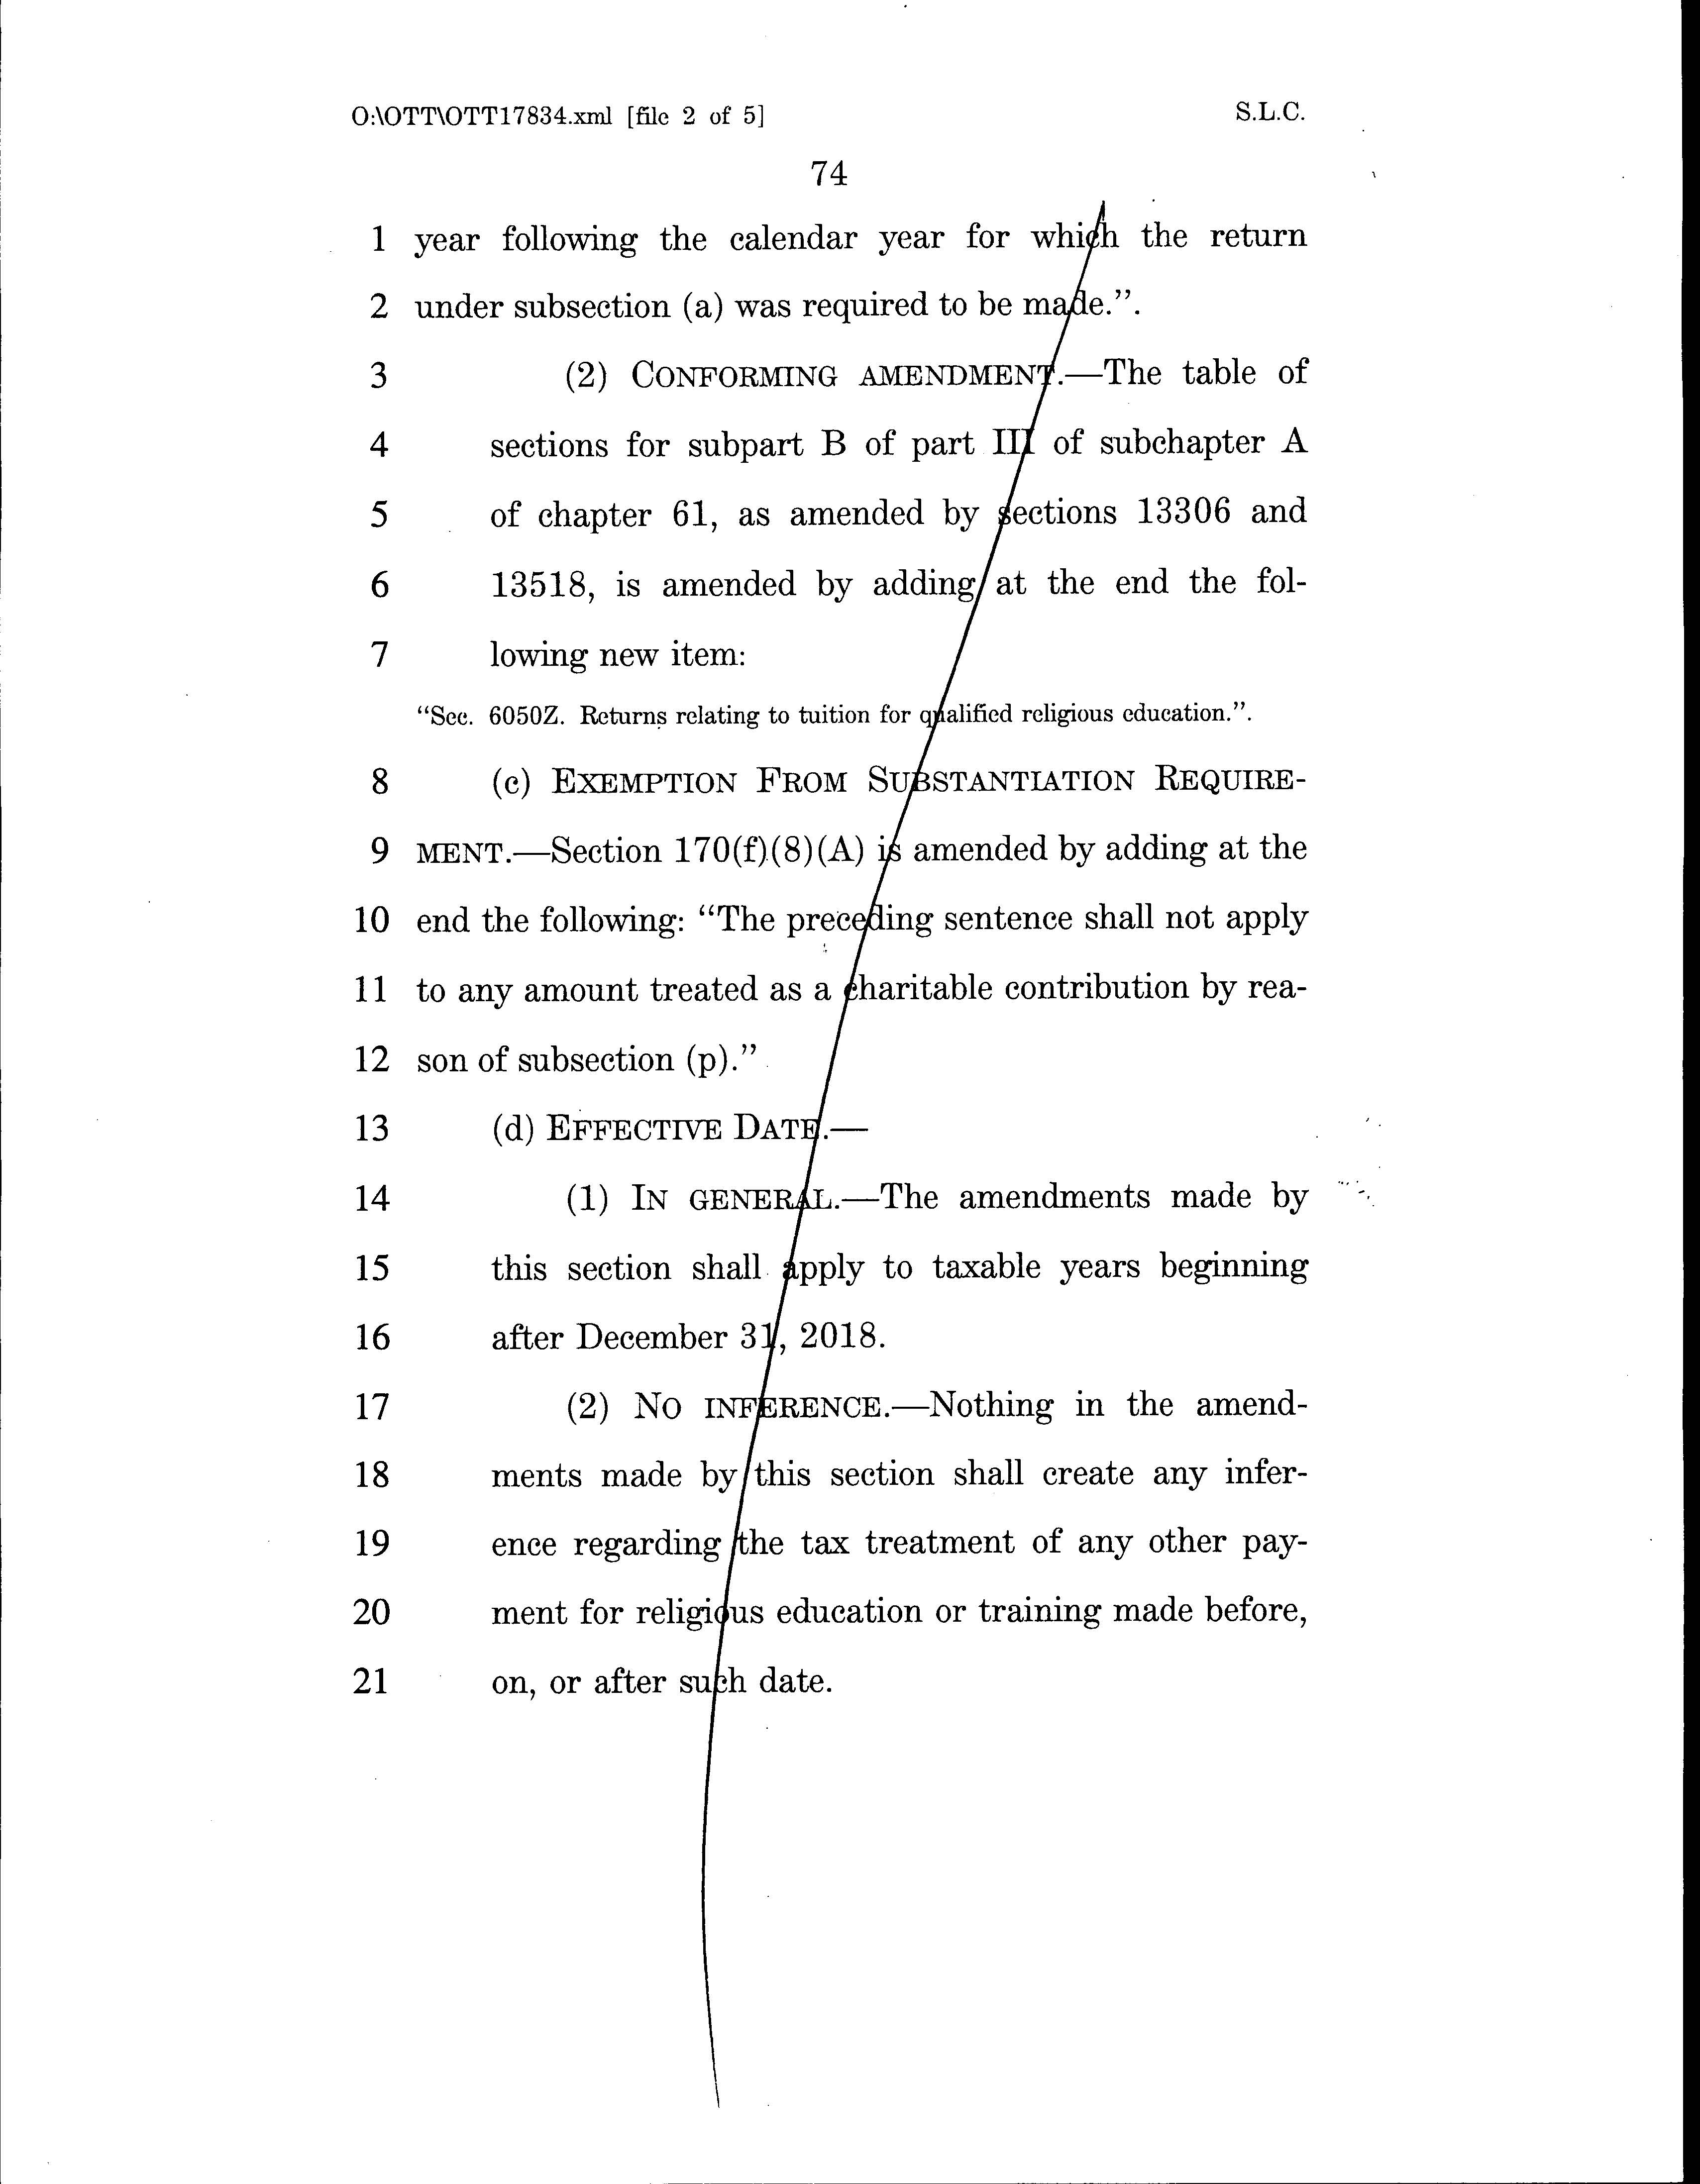 O:\OTT\OTT17834.xml [file 2 of 5] S.L.C.
74
1 year following the calendar year for which the return
2 under subsection (a) was required to be made.”.
3 (2) CONFORMING AMENDMENT.—The table of
4 sections for subpart B of part III of subchapter A
5 of chapter 61, as amended by sections 13306 and
6 13518, is amended by adding at the end the fol-
7 lowing new item:
“Sec. 6050Z. Returns relating to tuition for qualified religious education.”.
8 (c) EXEMPTION FROM SUBSTANTIATION REQUIRE-
9 MENT.—Section 170(f)(8)(A) is amended by adding at the
10 end the following: “The preceding sentence shall not apply
11 to any amount treated as a charitable contribution by rea-
12 son of subsection (p).”
13 (d) EFFECTIVE DATE.—
14 (1) IN GENERAL.—The amendments made by
15 this section shall apply to taxable years beginning
16 after December 31, 2018.
17 (2) NO INFERENCE.—Nothing in the amend-
18 ments made by this section shall create any infer-
19 ence regarding the tax treatment of any other pay-
20 ment for religious education or training made before,
21 on, or after such date.